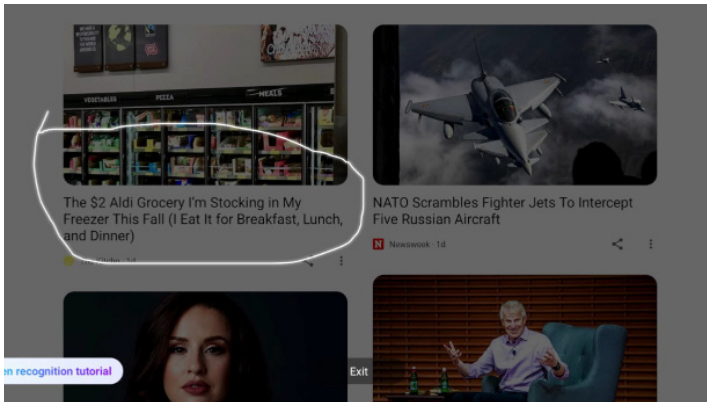 VEGETABLES
PIZZA
MEALS
The $2 Aldi Grocery I'm Stocking in My
Freezer This Fall (I Eat It for Breakfast, Lunch,
and Dinner)
1d
NATO Scrambles Fighter Jets To Intercept
Five Russian Aircraft
N Newsweek · 1d
en recognition tutorial
Exit